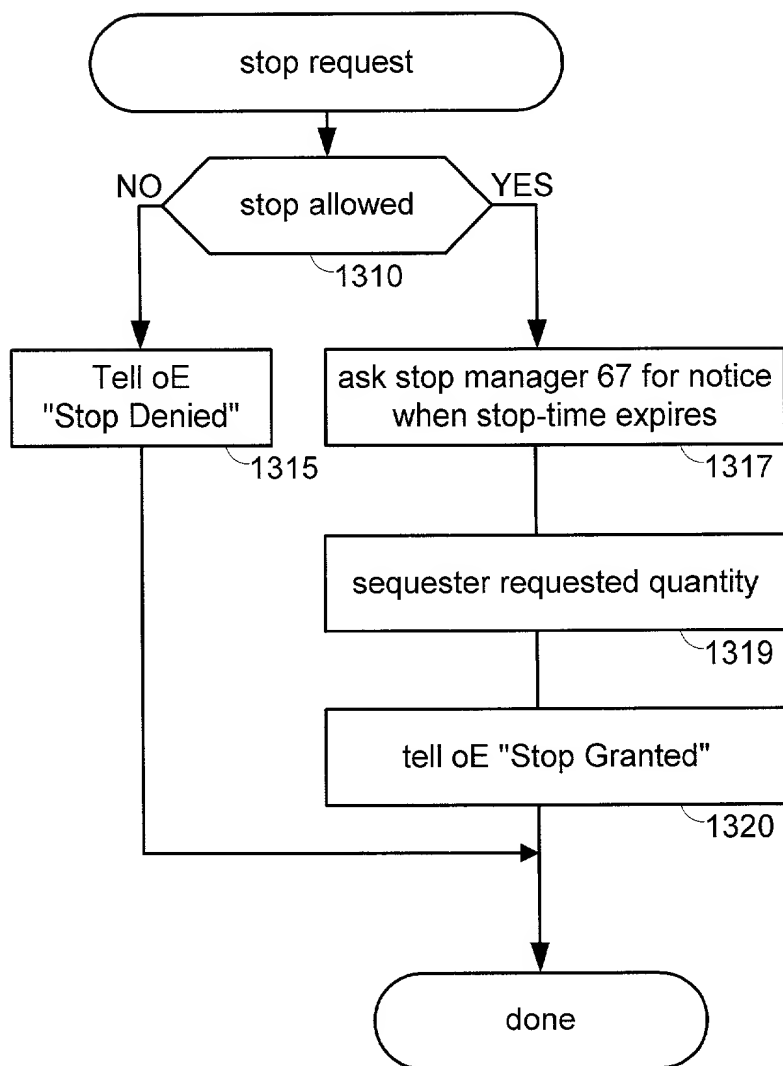 stop request
NO
YES
stop allowed
1310
Tell oE
"Stop Denied"
1315
ask stop manager 67 for notice
when stop-time expires
1317
sequester requested quantity
1319
tell oE "Stop Granted"
1320
done